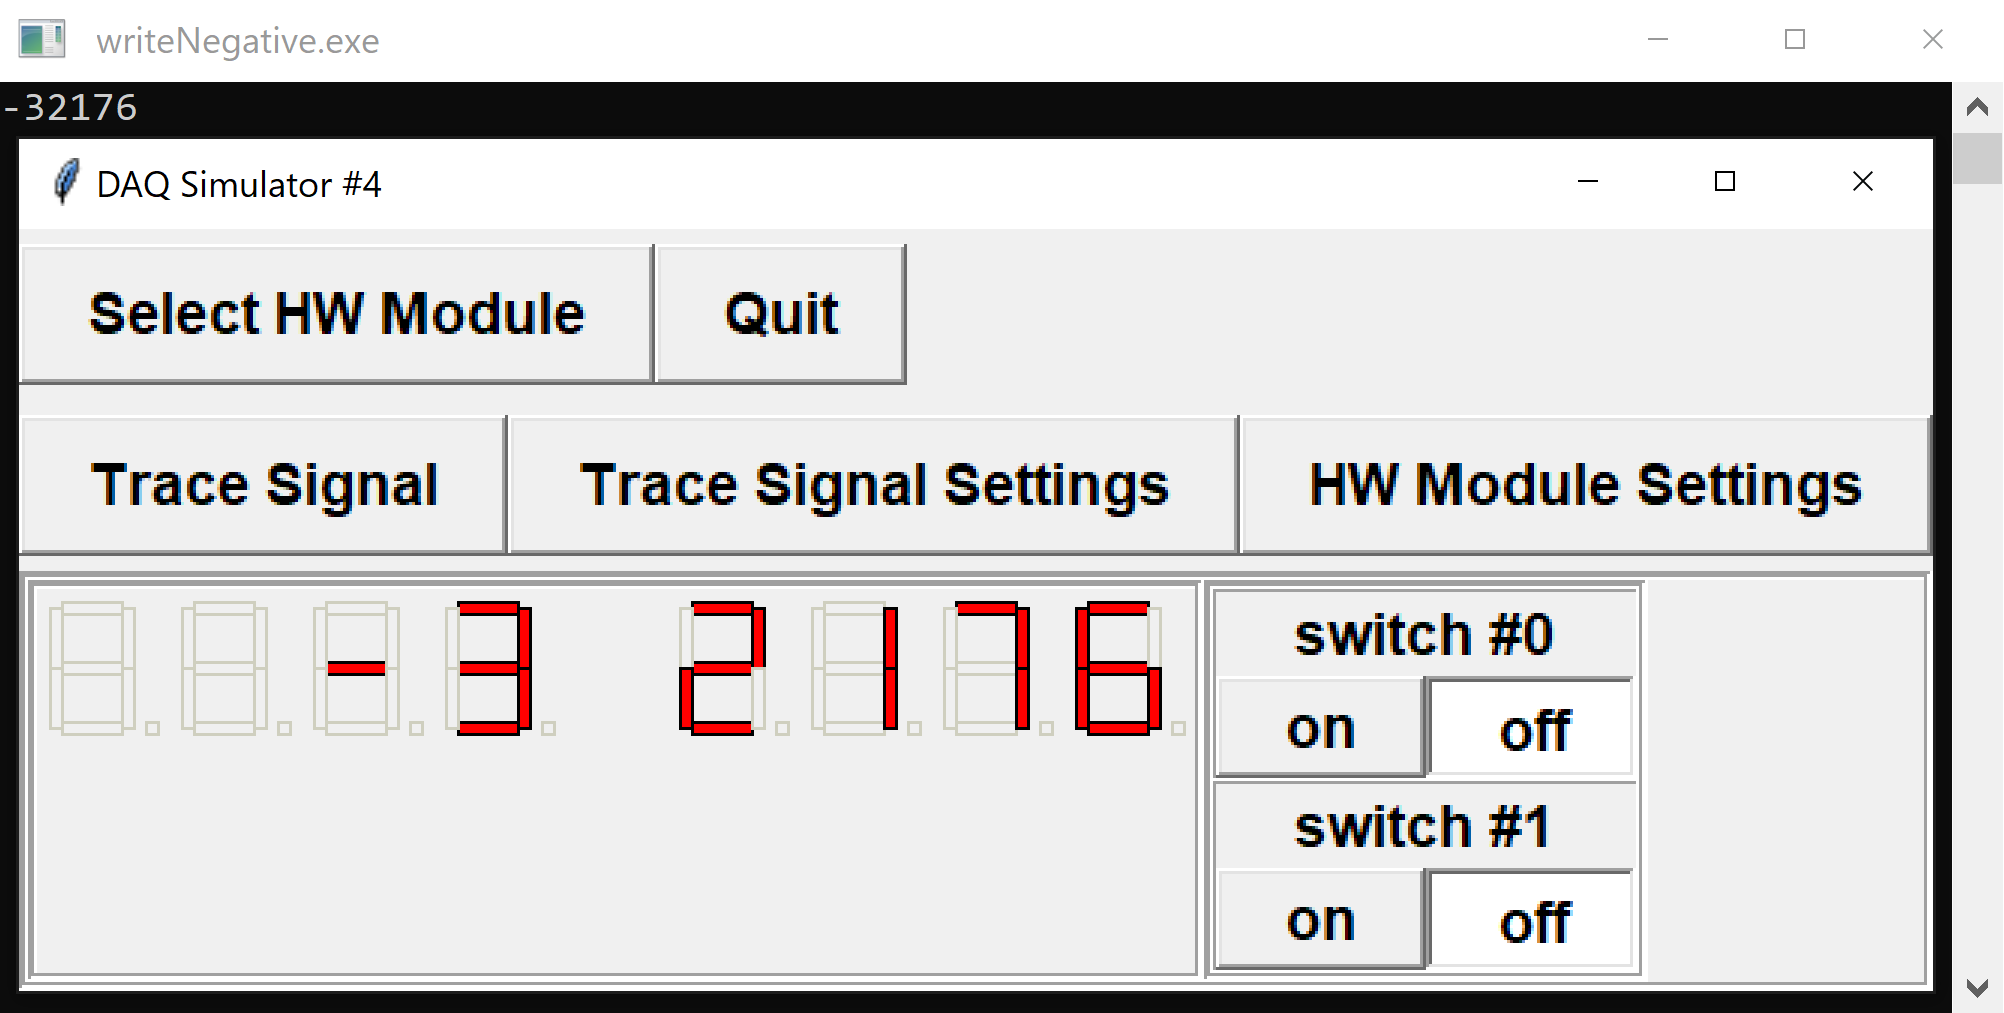 writeNegative.exe
-32176
DAQ Simulator #4
Select HW Module Quit
Trace Signal Trace Signal Settings HW Module Settings
-3 2176
switch #0
on off
switch #1
on off